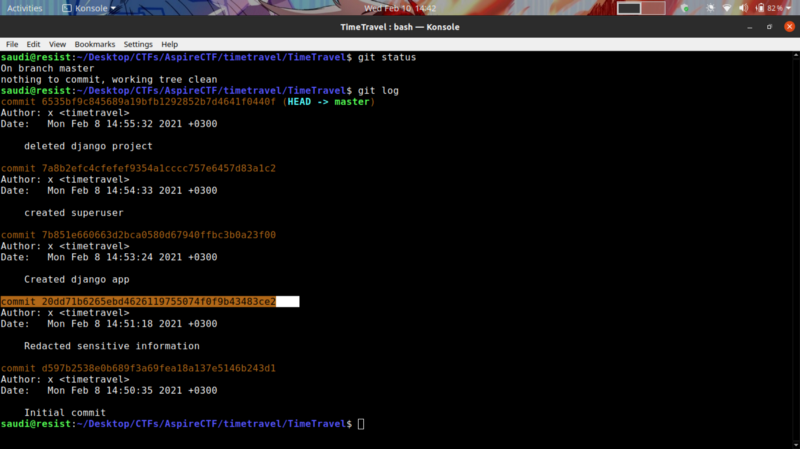 Activities Konsole Wed Feb 10, 14:42 82 %
TimeTravel : bash — Konsole
File Edit View Bookmarks Settings Help
saudi@resist:~/Desktop/CTFs/AspireCTF/timetravel/TimeTravel$ git status
On branch master
nothing to commit, working tree clean
saudi@resist:~/Desktop/CTFs/AspireCTF/timetravel/TimeTravel$ git log
commit 6535bf9c845689a19bfb1292852b7d4641f0440f (HEAD -> master)
Author: x <timetravel>
Date:   Mon Feb 8 14:55:32 2021 +0300
deleted django project
commit 7a8b2efc4cfefef9354a1cccc757e6457d83a1c2
Author: x <timetravel>
Date:   Mon Feb 8 14:54:33 2021 +0300
created superuser
commit 7b851e660663d2bca0580d67940ffbc3b0a23f00
Author: x <timetravel>
Date:   Mon Feb 8 14:53:24 2021 +0300
Created django app
commit 20dd71b6265ebd4626119755074f0f9b43483ce2
Author: x <timetravel>
Date:   Mon Feb 8 14:51:18 2021 +0300
Redacted sensitive information
commit d597b2538e0b689f3a69fea18a137e5146b243d1
Author: x <timetravel>
Date:   Mon Feb 8 14:50:35 2021 +0300
Initial commit
saudi@resist:~/Desktop/CTFs/AspireCTF/timetravel/TimeTravel$